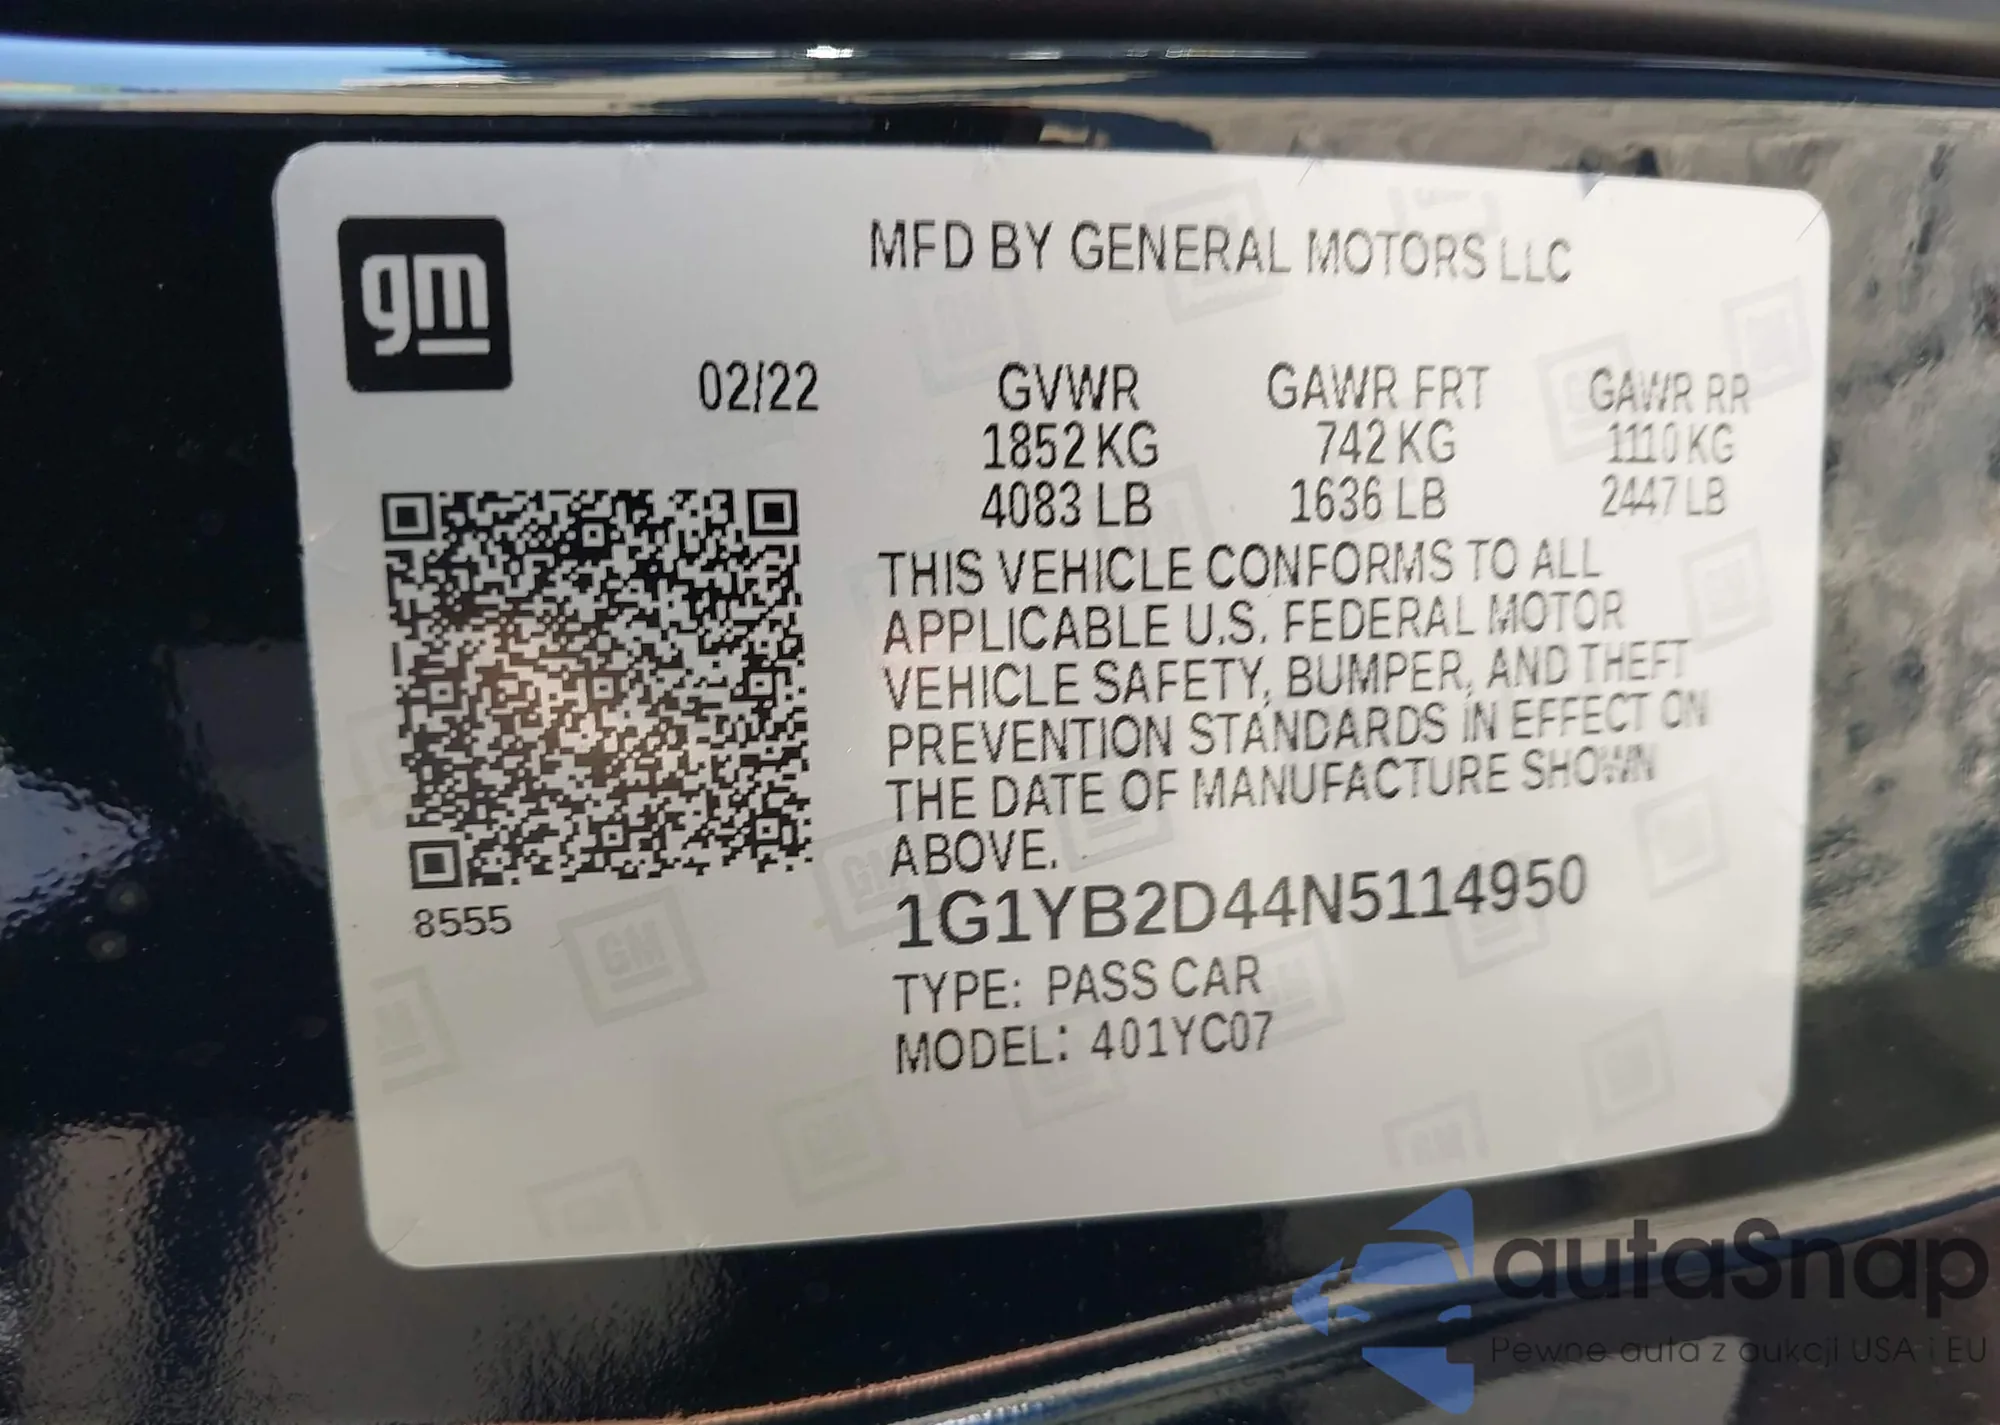 gm
MFD BY GENERAL MOTORS LLC
02/22 GVWR GAWR FRT GAWR RR
1852 KG 742 KG 1110 KG
4083 LB 1636 LB 2447 LB
THIS VEHICLE CONFORMS TO ALL
APPLICABLE U.S. FEDERAL MOTOR
VEHICLE SAFETY, BUMPER, AND THEFT
PREVENTION STANDARDS IN EFFECT ON
THE DATE OF MANUFACTURE SHOWN
ABOVE.
8555
1G1YB2D44N5114950
TYPE: PASS CAR
MODEL: 401YC07
autaSnap
Pewne auta z aukcji USA i EU